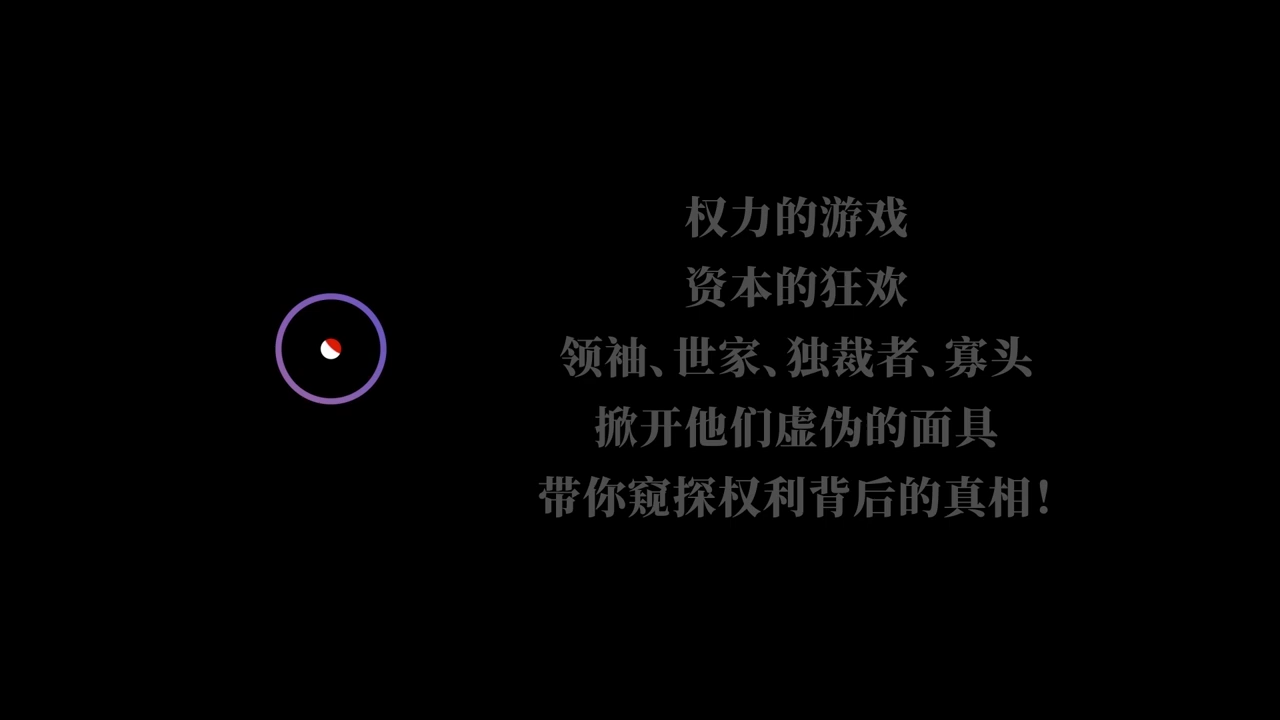 权力的游戏
资本的狂欢
领袖、世家、独裁者、寡头
掀开他们虚伪的面具
带你窥探权利背后的真相！